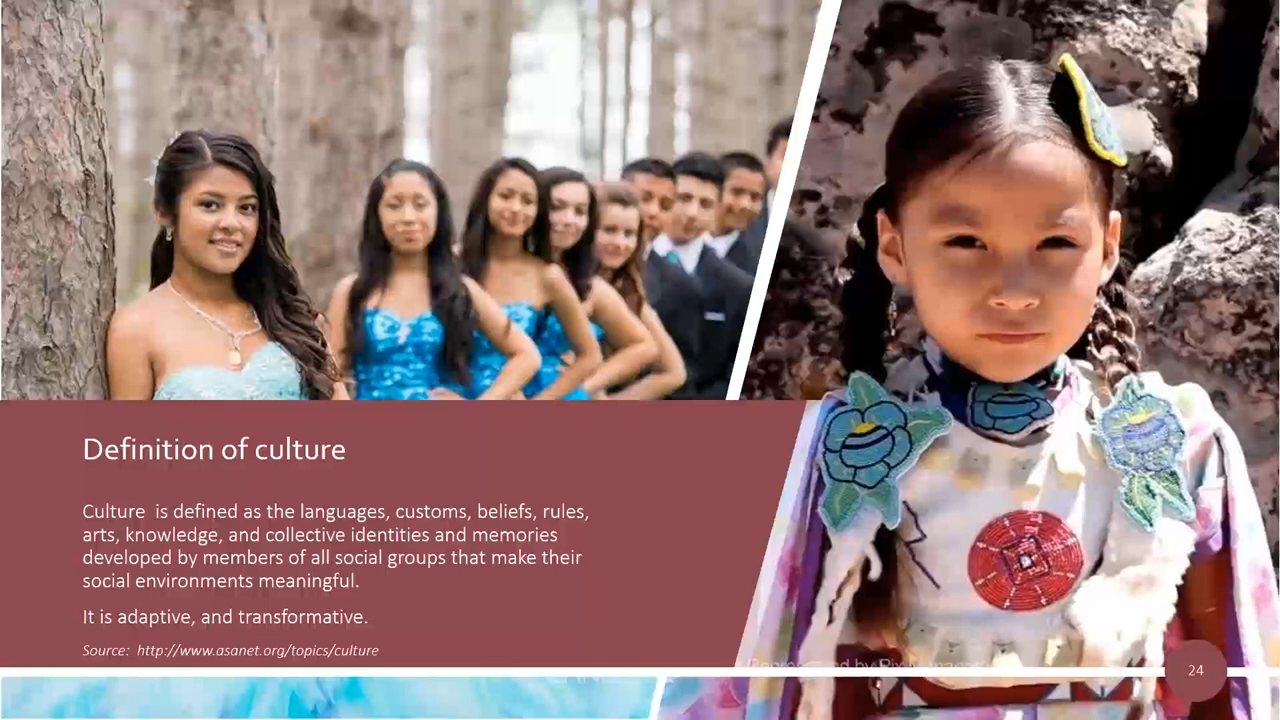 Definition of culture
Culture is defined as the languages, customs, beliefs, rules,
arts, knowledge, and collective identities and memories
developed by members of all social groups that make their
social environments meaningful.
It is adaptive, and transformative.
Source: http://www.asanet.org/topics/culture
24